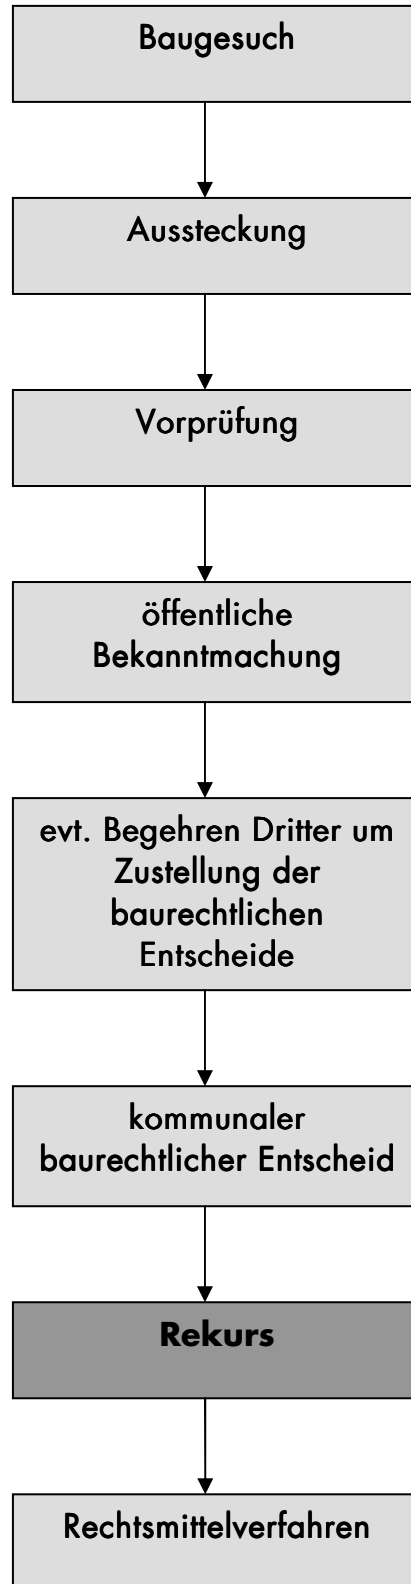 Baugesuch
Aussteckung
Vorprüfung
öffentliche
Bekanntmachung
evt. Begehren Dritter um
Zustellung der
baurechtlichen
Entscheide
kommunaler
baurechtlicher Entscheid
Rekurs
Rechtsmittelverfahren